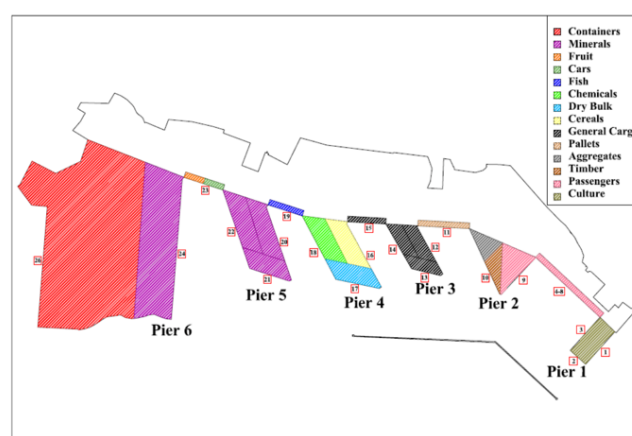 Containers
Minerals
Fruit
Cars
Fish
Chemicals
Dry Bulk
Cereals
General Carg
Pallets
Aggregates
Timber
Passengers
Culture
26
24
23
22
20
21
19
18
16
17
15
14
12
13
11
10
9
6-8
3
2
1
Pier 6
Pier 5
Pier 4
Pier 3
Pier 2
Pier 1